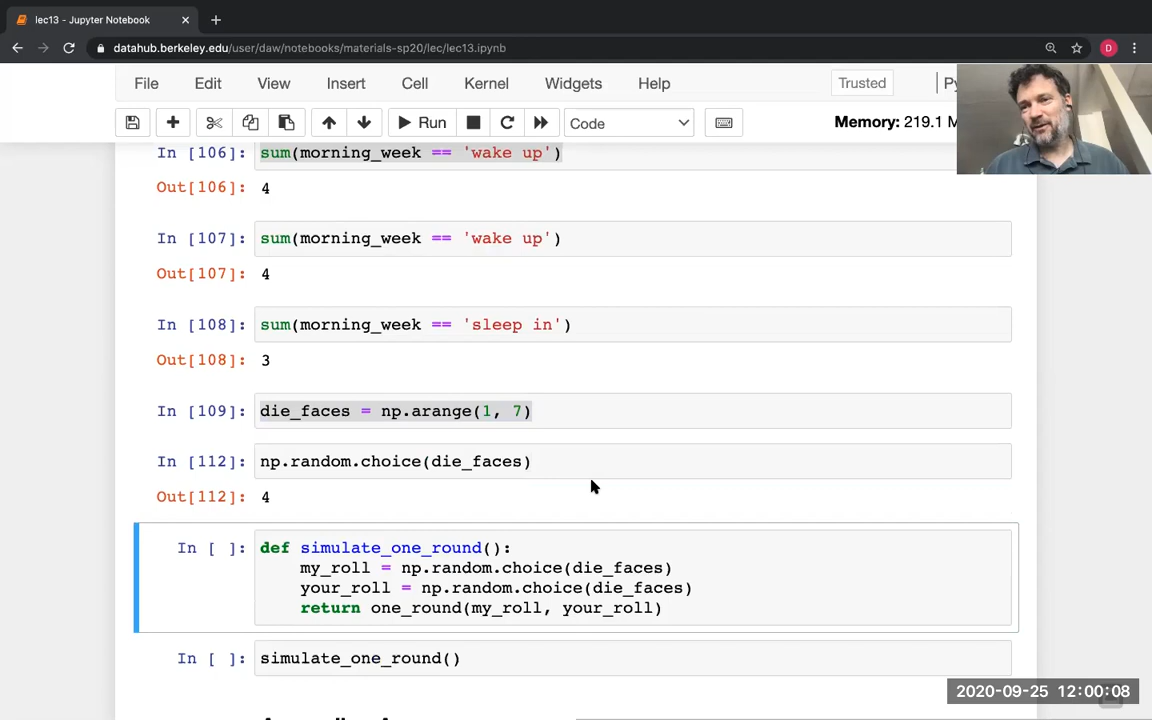 lec13 - Jupyter Notebook
datahub.berkeley.edu/user/daw/notebooks/materials-sp20/lec/lec13.ipynb
D
File Edit View Insert Cell Kernel Widgets Help Trusted Py
Run Code Memory: 219.1 M
In [106]: sum(morning_week == 'wake up')
Out[106]: 4
In [107]: sum(morning_week == 'wake up')
Out[107]: 4
In [108]: sum(morning_week == 'sleep in')
Out[108]: 3
In [109]: die_faces = np.arange(1, 7)
In [112]: np.random.choice(die_faces)
Out[112]: 4
In [ ]: def simulate_one_round():
my_roll = np.random.choice(die_faces)
your_roll = np.random.choice(die_faces)
return one_round(my_roll, your_roll)
In [ ]: simulate_one_round()
2020-09-25 12:00:08